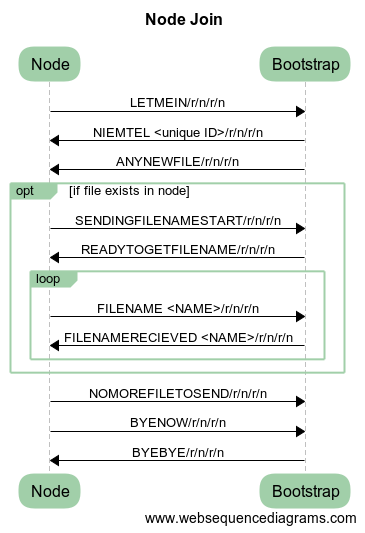 Node Join
Node
Bootstrap
LETMEIN/r/n/r/n
NIEMTEL <unique ID>/r/n/r/n
ANYNEWFILE/r/n/r/n
opt
[if file exists in node]
SENDINGFILENAMESTART/r/n/r/n
READYTOGETFILENAME/r/n/r/n
loop
FILENAME <NAME>/r/n/r/n
FILENAMERECIEVED <NAME>/r/n/r/n
NOMOREFILETOSEND/r/n/r/n
BYENOW/r/n/r/n
BYEBYE/r/n/r/n
Node
Bootstrap
www.websequencediagrams.com